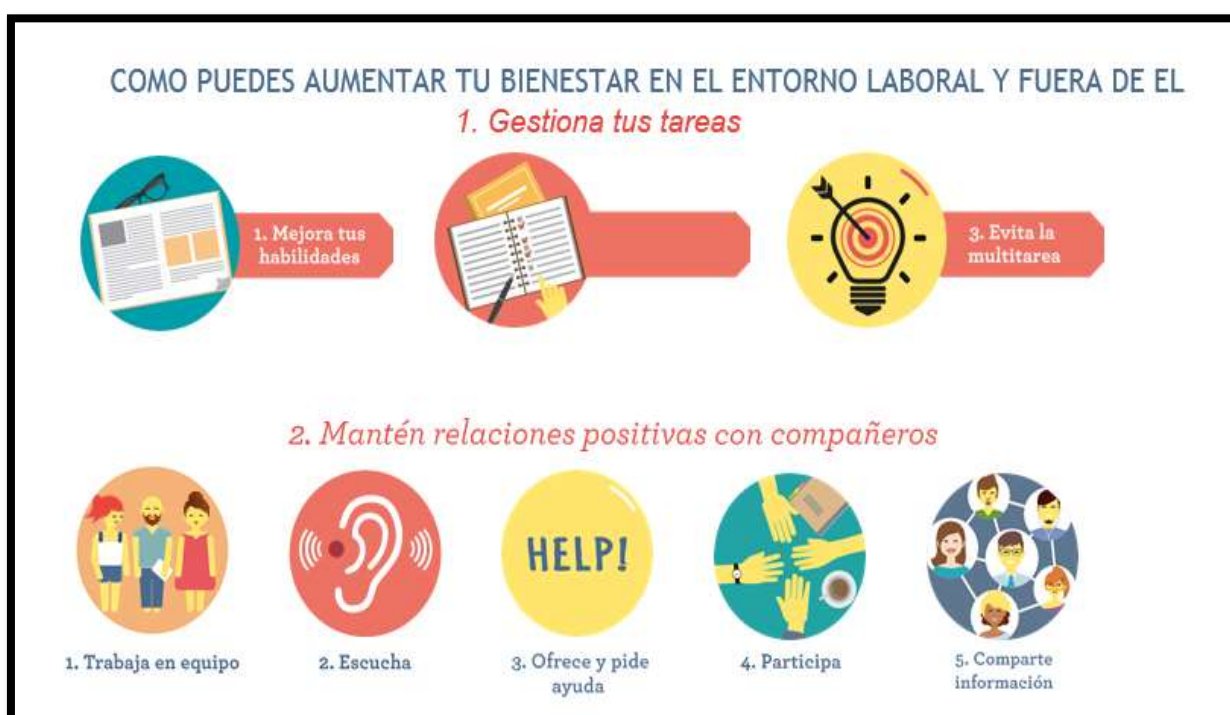 COMO PUEDES AUMENTAR TU BIENESTAR EN EL ENTORNO LABORAL Y FUERA DE EL
1. Gestiona tus tareas
1. Mejora tus
habilidades
3. Evita la
multitarea
2. Mantén relaciones positivas con compañeros
HELP!
1. Trabaja en equipo
2. Escucha
3. Ofrece y pide
ayuda
4. Participa
5. Comparte
información